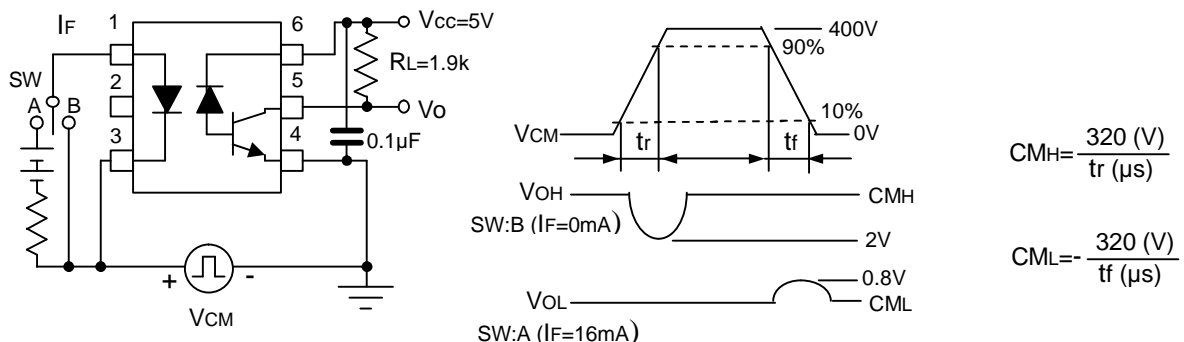 IF
1
6
Vcc=5V
RL=1.9k
SW
2
5
A
B
Vo
3
4
0.1µF
+
-
VCM
400V
90%
10%
VCM
0V
tr
tf
VOH
CMH
SW:B (IF=0mA)
2V
0.8V
VOL
CML
SW:A (IF=16mA)
CMH= 320 (V)
tr (µs)
CML=- 320 (V)
tf (µs)